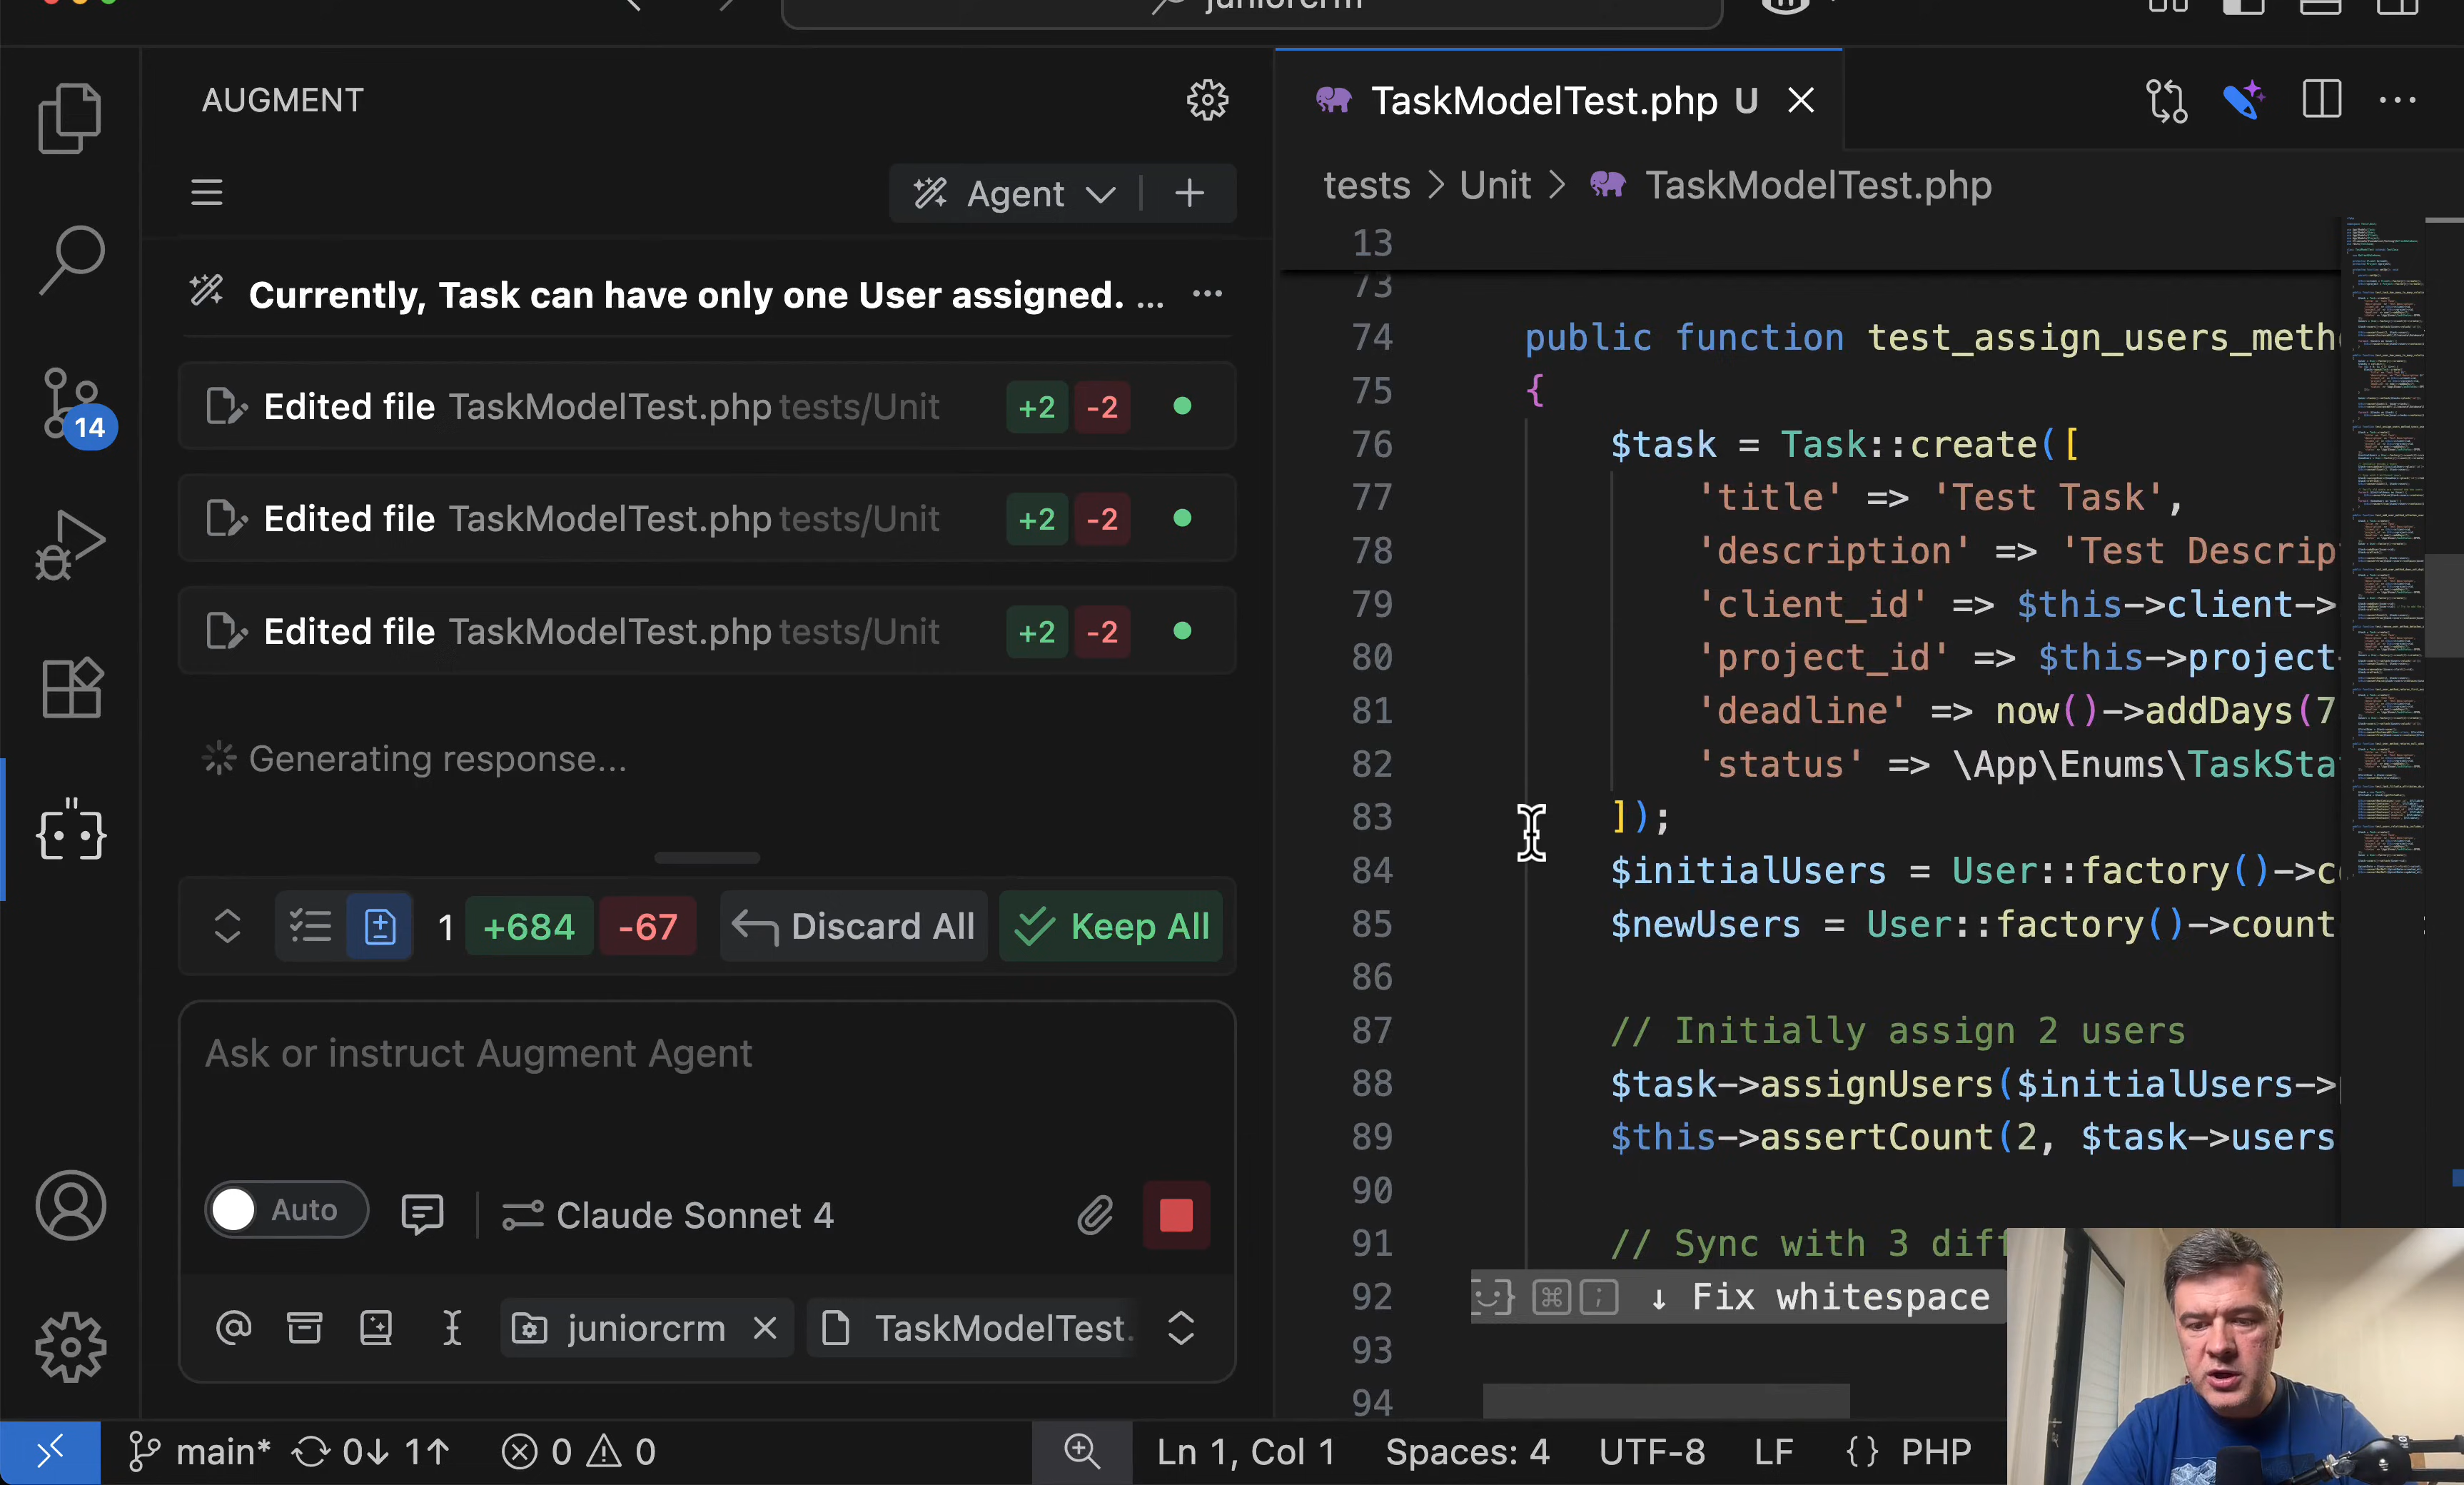 juniorcrm
AUGMENT
Agent
Currently, Task can have only one User assigned. ...
Edited file TaskModelTest.php tests/Unit +2 -2
Edited file TaskModelTest.php tests/Unit +2 -2
Edited file TaskModelTest.php tests/Unit +2 -2
Generating response...
1 +684 -67 Discard All Keep All
Ask or instruct Augment Agent
Auto Claude Sonnet 4
juniorcrm TaskModelTest.
14
TaskModelTest.php U
tests > Unit > TaskModelTest.php
13
73
74 public function test_assign_users_meth
75 {
76 $task = Task::create([
77 'title' => 'Test Task',
78 'description' => 'Test Descrip
79 'client_id' => $this->client->
80 'project_id' => $this->project
81 'deadline' => now()->addDays(7
82 'status' => \App\Enums\TaskSta
83 ]);
84 $initialUsers = User::factory()->c
85 $newUsers = User::factory()->count
86
87 // Initially assign 2 users
88 $task->assignUsers($initialUsers->
89 $this->assertCount(2, $task->users
90
91 // Sync with 3 diff
92 ⌘ ; ↓ Fix whitespace
93
94
main* 0↓ 1↑ 0 0 Ln 1, Col 1 Spaces: 4 UTF-8 LF {} PHP